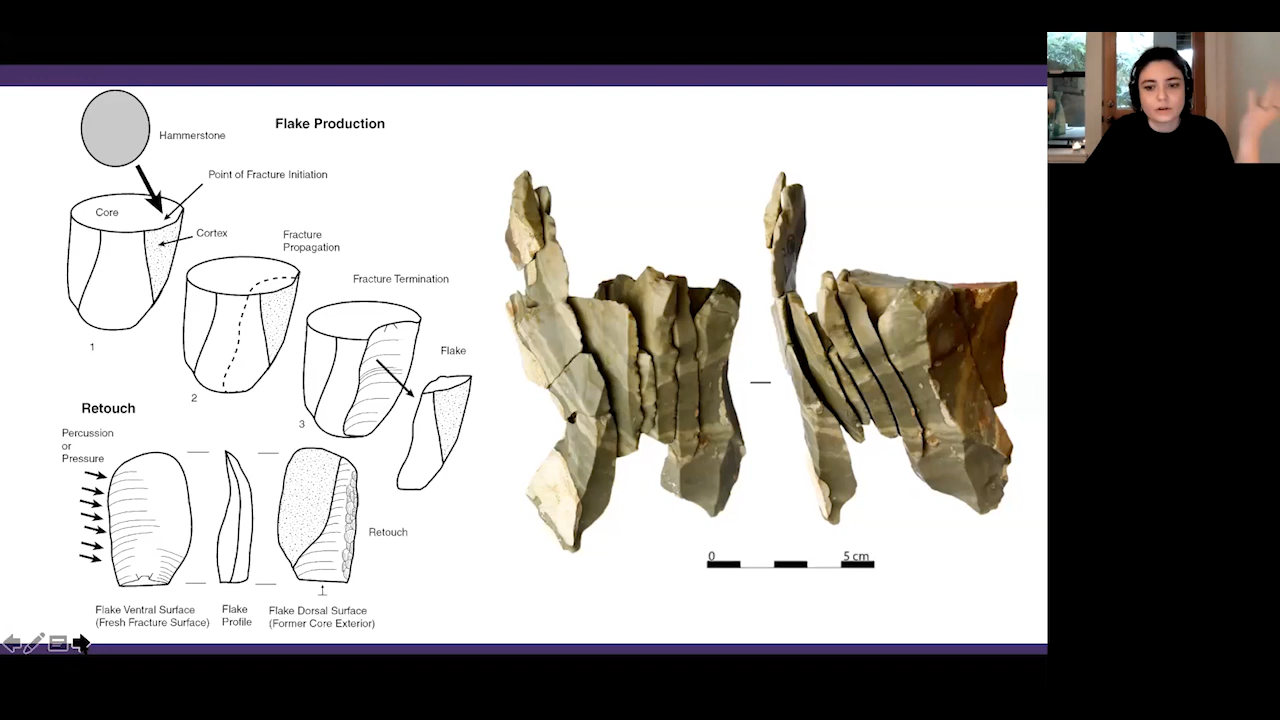 Flake Production
Hammerstone
Point of Fracture Initiation
Core
Cortex
Fracture
Propagation
Fracture Termination
Flake
1
2
3
Retouch
Percussion
or
Pressure
Retouch
Flake Ventral Surface
(Fresh Fracture Surface)
Flake
Profile
Flake Dorsal Surface
(Former Core Exterior)
0
5 cm